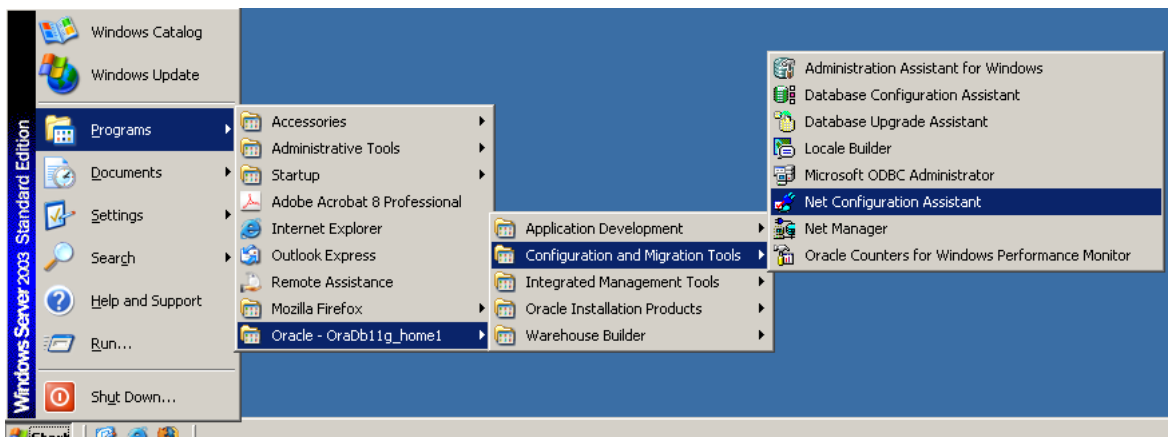 Windows Server 2003 Standard Edition
Windows Catalog
Windows Update
Programs
Documents
Settings
Search
Help and Support
Run...
Shut Down...
Accessories
Administrative Tools
Startup
Adobe Acrobat 8 Professional
Internet Explorer
Outlook Express
Remote Assistance
Mozilla Firefox
Oracle - OraDb11g_home1
Application Development
Configuration and Migration Tools
Integrated Management Tools
Oracle Installation Products
Warehouse Builder
Administration Assistant for Windows
Database Configuration Assistant
Database Upgrade Assistant
Locale Builder
Microsoft ODBC Administrator
Net Configuration Assistant
Net Manager
Oracle Counters for Windows Performance Monitor
Start